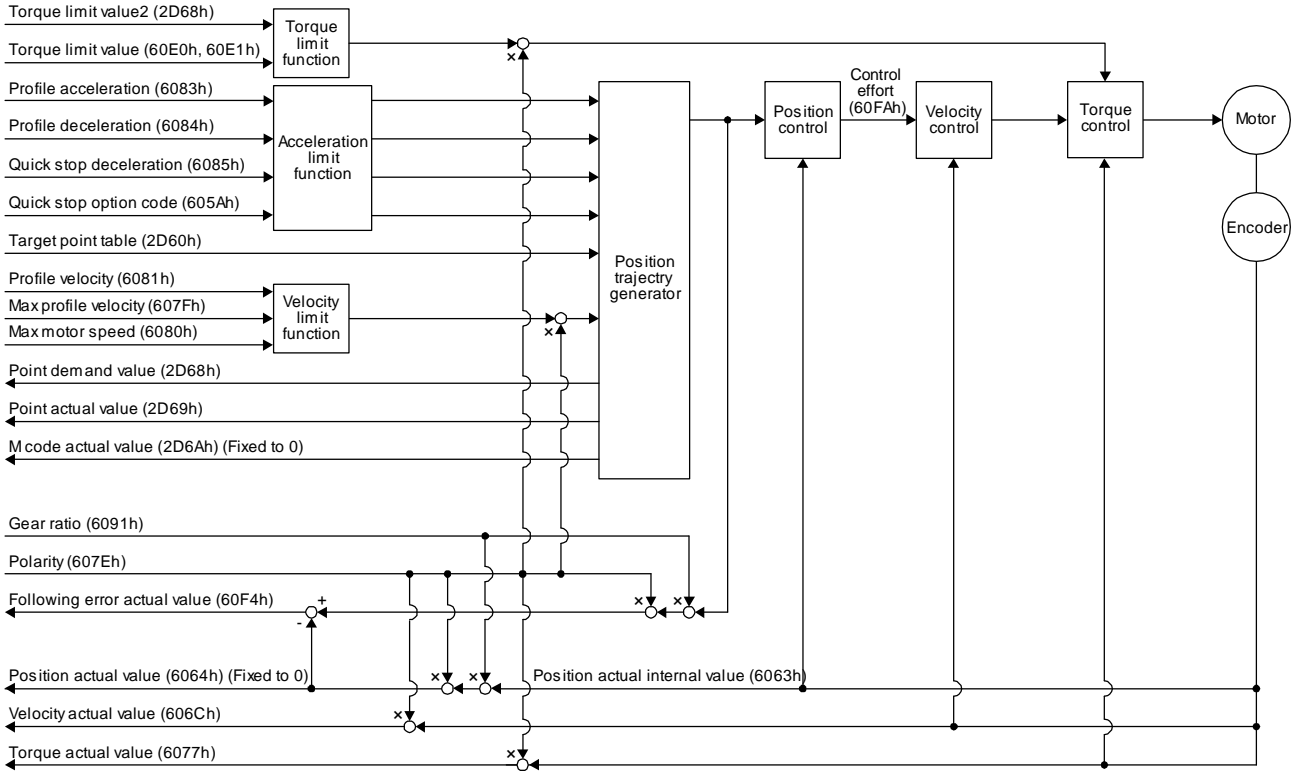 Torque limit value2 (2D68h)
Torque limit value (60E0h, 60E1h)
Torque
limit
function
×
Profile acceleration (6083h)
Profile deceleration (6084h)
Quick stop deceleration (6085h)
Quick stop option code (605Ah)
Acceleration
limit
function
Target point table (2D60h)
Profile velocity (6081h)
Max profile velocity (607Fh)
Max motor speed (6080h)
Velocity
limit
function
×
Position
trajectry
generator
Position
control
Control
effort
(60FAh)
Velocity
control
Torque
control
Motor
Encoder
Point demand value (2D68h)
Point actual value (2D69h)
M code actual value (2D6Ah) (Fixed to 0)
Gear ratio (6091h)
Polarity (607Eh)
Following error actual value (60F4h)
+
-
×
×
Position actual value (6064h) (Fixed to 0)
×
×
Position actual internal value (6063h)
Velocity actual value (606Ch)
×
Torque actual value (6077h)
×